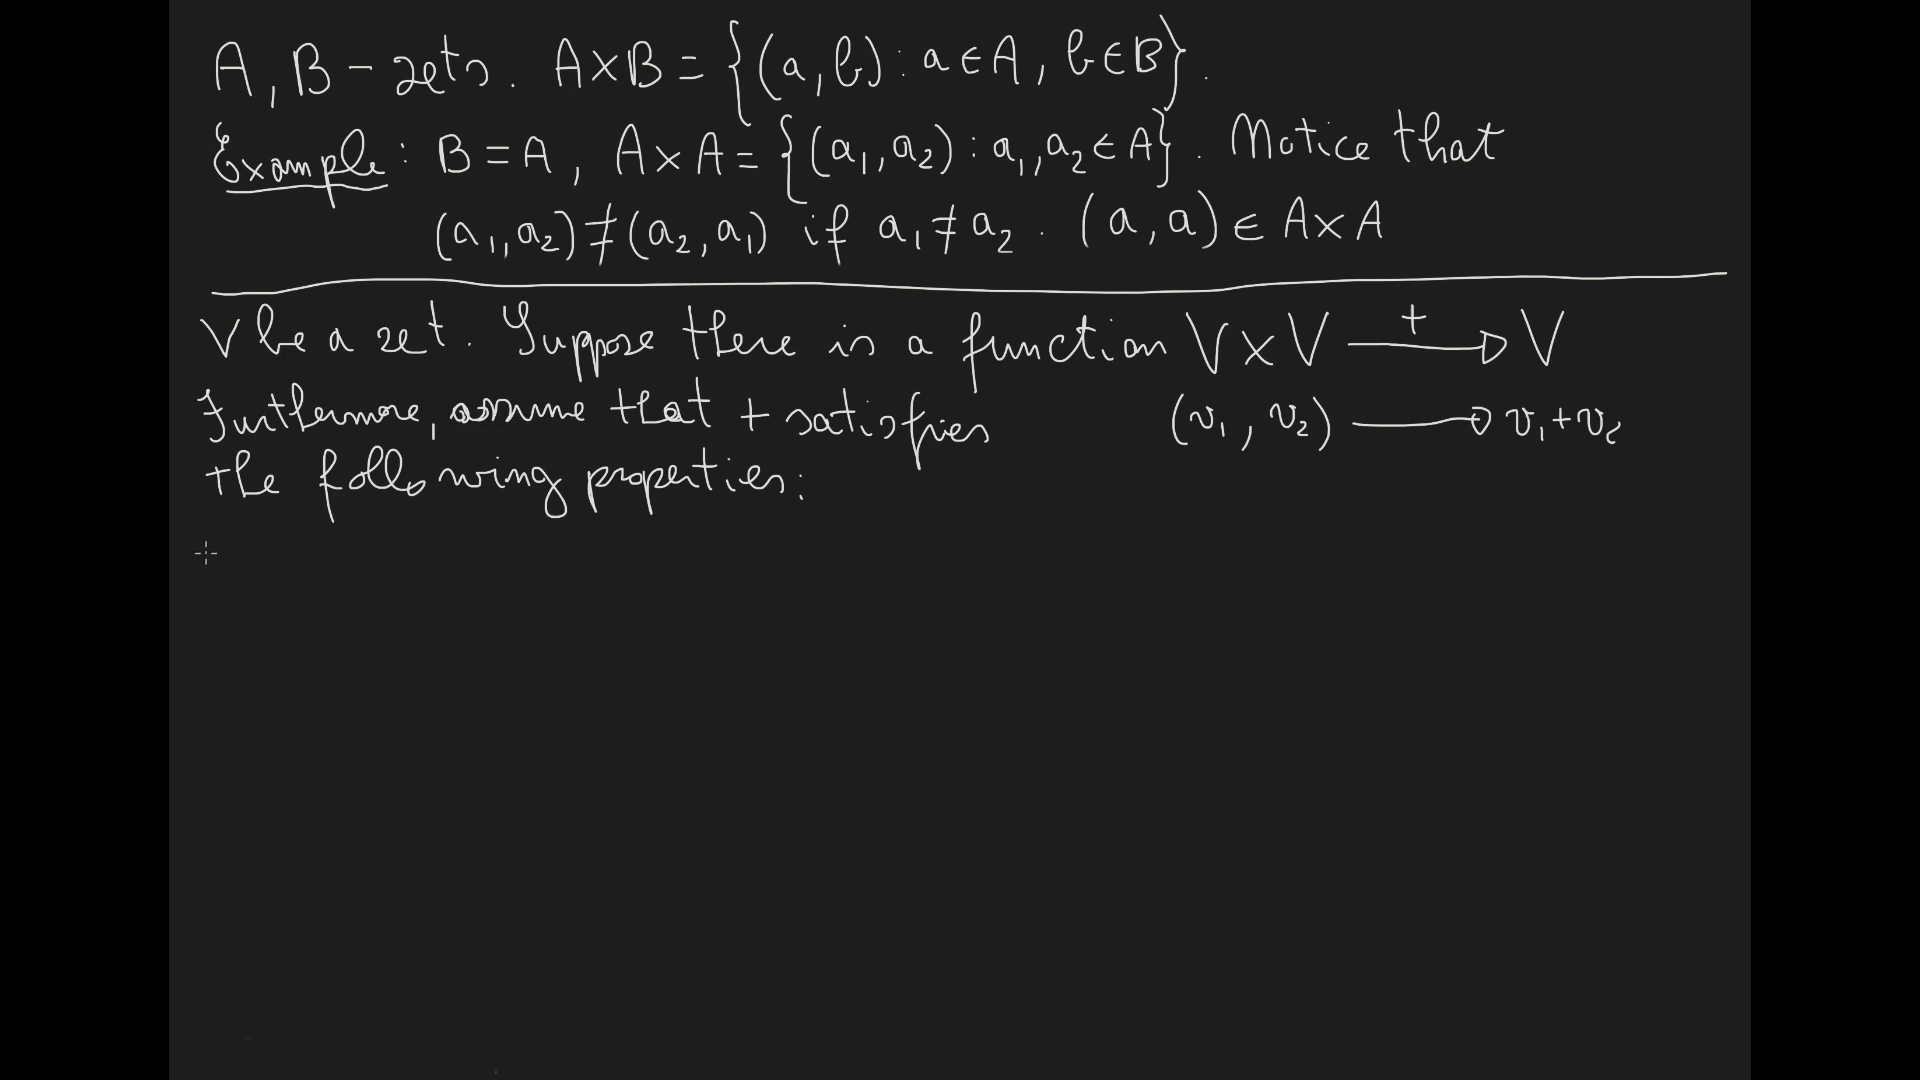 A, B - sets. A×B = {(a, b) : a ∈ A, b ∈ B}.
Example: B = A, A×A = {(a₁, a₂) : a₁, a₂ ∈ A}. Notice that
(a₁, a₂) ≠ (a₂, a₁) if a₁ ≠ a₂. (a, a) ∈ A×A
V be a set. Suppose there is a function V×V —+→ V
Furthermore, assume that + satisfies (v₁, v₂) → v₁+v₂
the following properties: